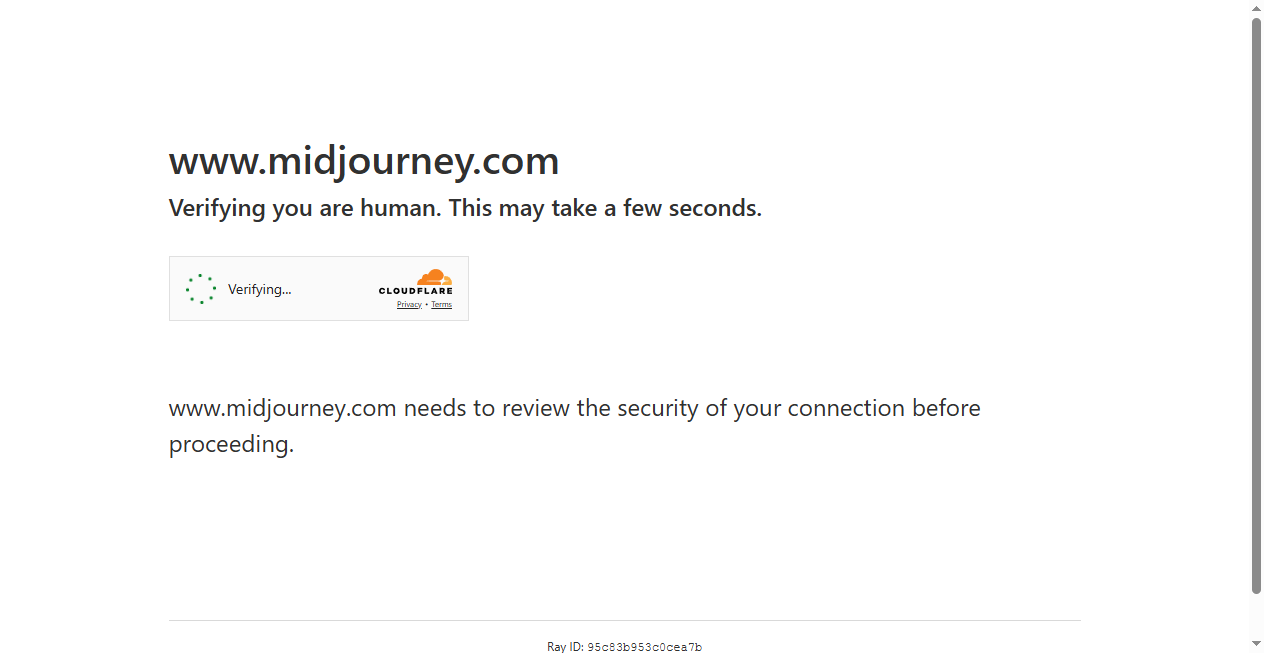 www.midjourney.com
Verifying you are human. This may take a few seconds.
Verifying...
CLOUDFLARE
Privacy • Terms
www.midjourney.com needs to review the security of your connection before
proceeding.
Ray ID: 95c83b953c0cea7b